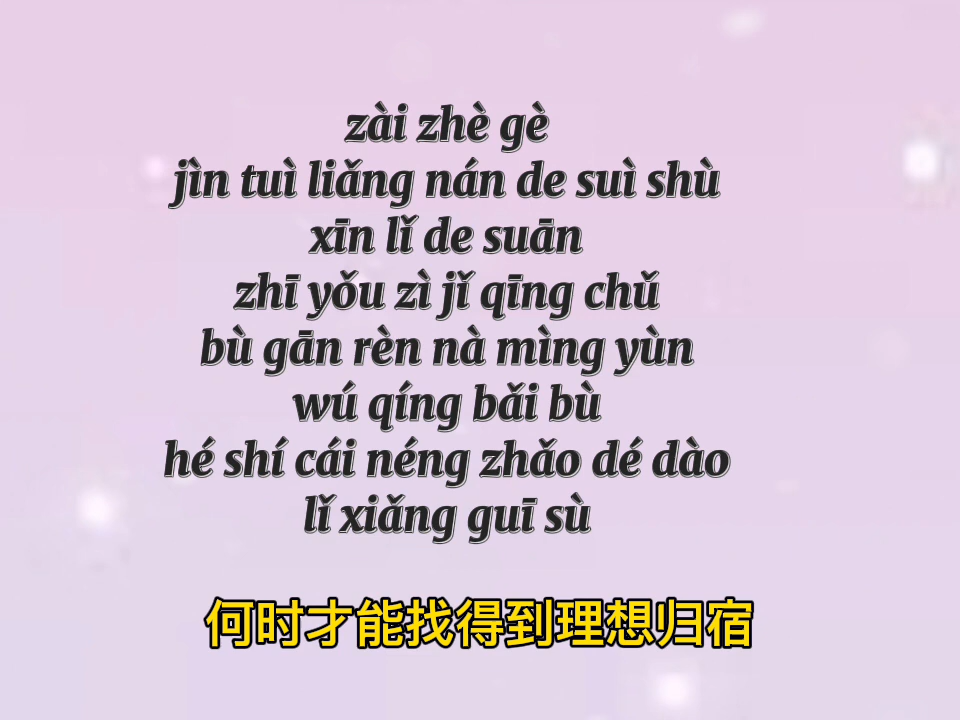 zài zhè gè
jìn tuì liǎng nán de suì shù
xīn lǐ de suān
zhī yǒu zì jǐ qīng chǔ
bù gān rèn nà mìng yùn
wú qíng bǎi bù
hé shí cái néng zhǎo dé dào
lǐ xiǎng guī sù
何时才能找得到理想归宿